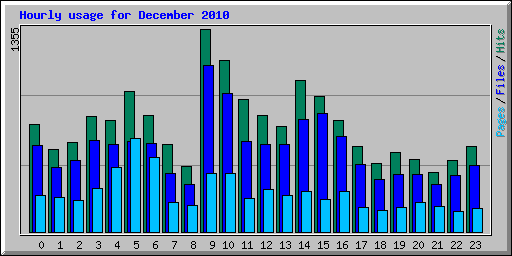 Hourly usage for December 2010
1355
Pages / Files / Hits
0 1 2 3 4 5 6 7 8 9 10 11 12 13 14 15 16 17 18 19 20 21 22 23